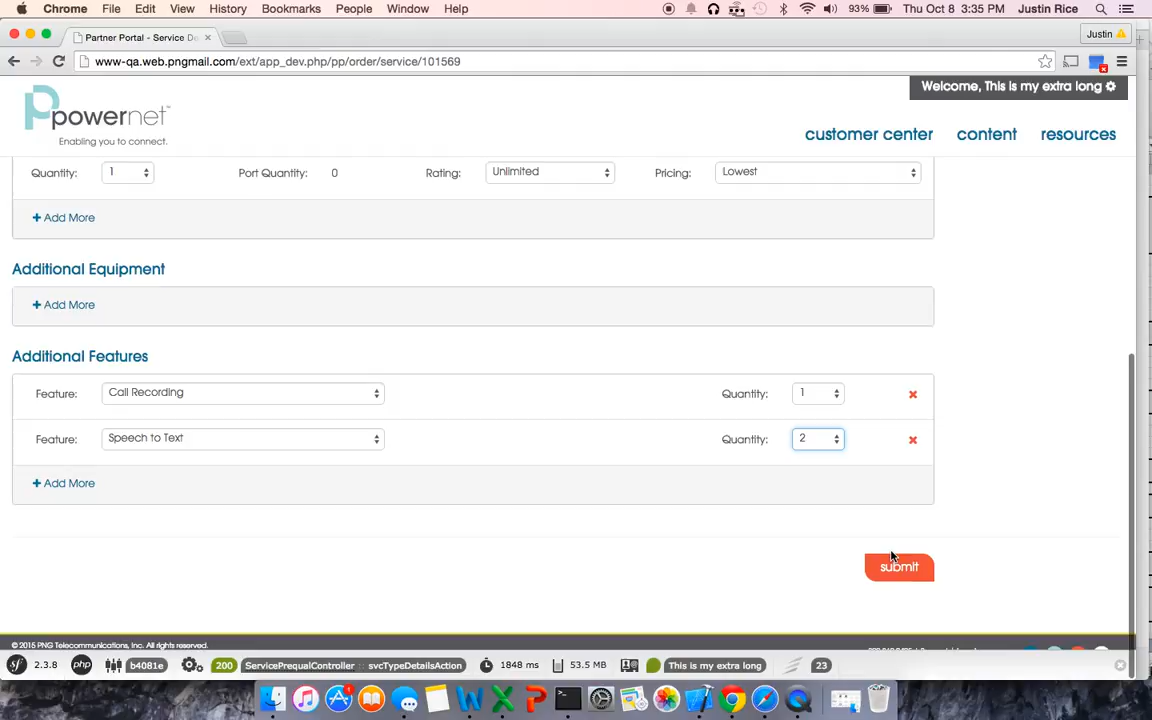 Chrome File Edit View History Bookmarks People Window Help 93% Thu Oct 8 3:35 PM Justin Rice
Partner Portal - Service De × Justin
www-qa.web.pngmail.com/ext/app_dev.php/pp/order/service/101569
Welcome, This is my extra long
powernet™
Enabling you to connect.
customer center content resources
Quantity: 1 Port Quantity: 0 Rating: Unlimited Pricing: Lowest
+ Add More
Additional Equipment
+ Add More
Additional Features
Feature: Call Recording Quantity: 1 ×
Feature: Speech to Text Quantity: 2 ×
+ Add More
submit
© 2015 PNG Telecommunications, Inc. All rights reserved.
sf 2.3.8 php b4081e 200 ServicePrequalController :: svcTypeDetailsAction 1848 ms 53.5 MB This is my extra long 23